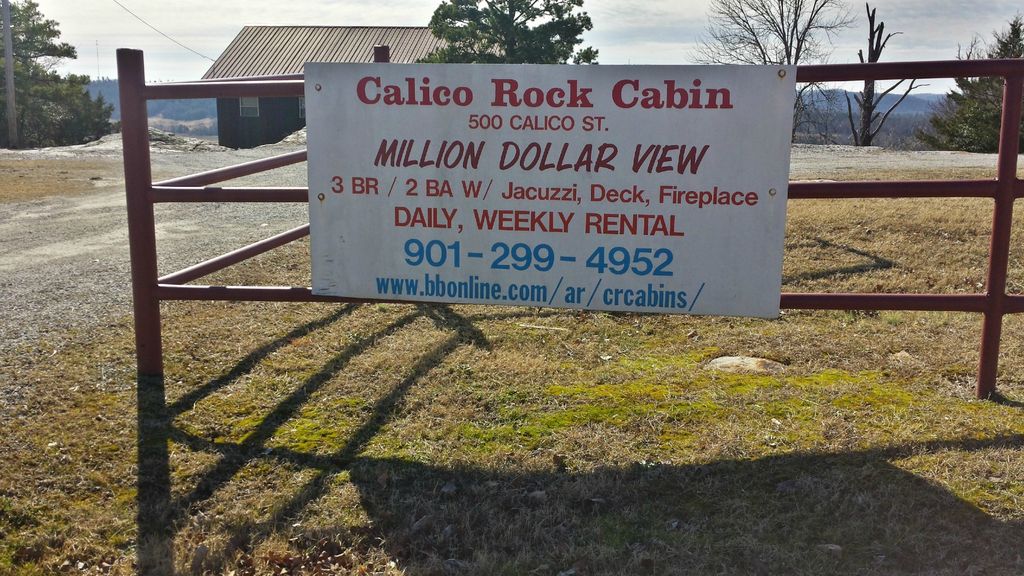 Calico Rock Cabin
500 CALICO ST.
MILLION DOLLAR VIEW
3 BR / 2 BA W/ Jacuzzi, Deck, Fireplace
DAILY, WEEKLY RENTAL
901-299-4952
www.bbonline.com/ar/crcabins/